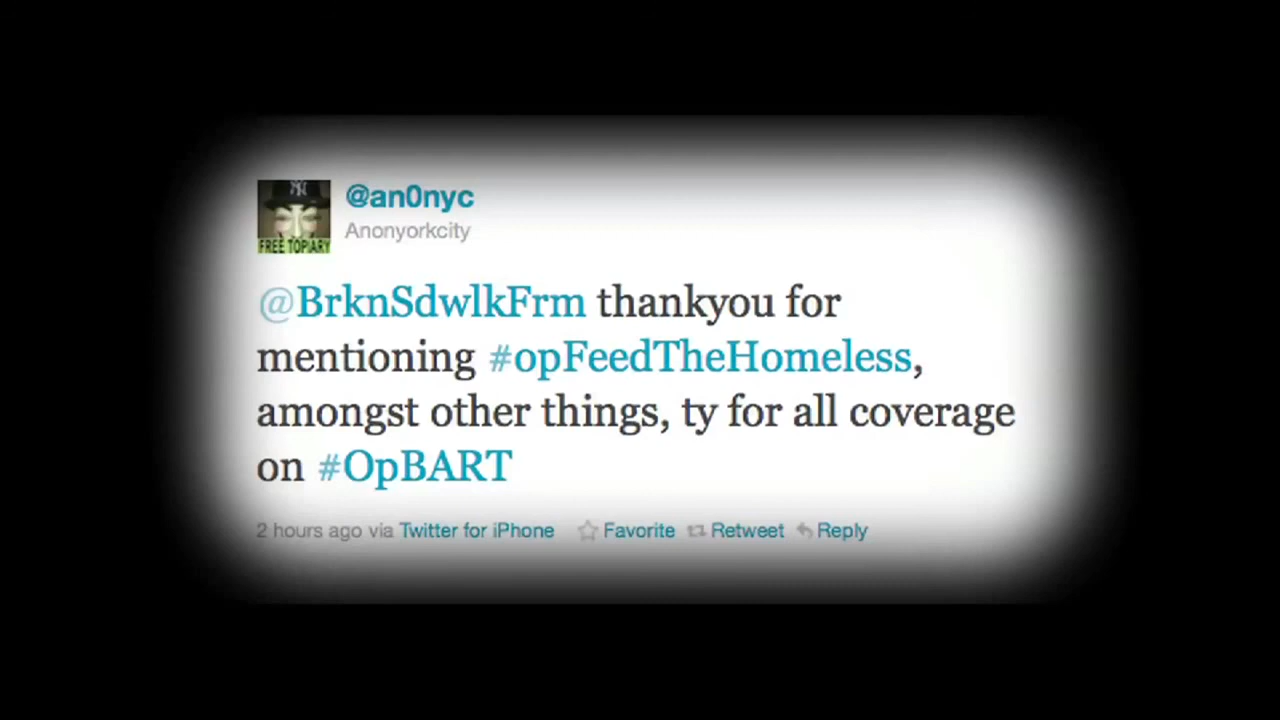 NY
FREE TOPIARY
@an0nyc
Anonyorkcity
@BrknSdwlkFrm thankyou for
mentioning #opFeedTheHomeless,
amongst other things, ty for all coverage
on #OpBART
2 hours ago via Twitter for iPhone Favorite Retweet Reply